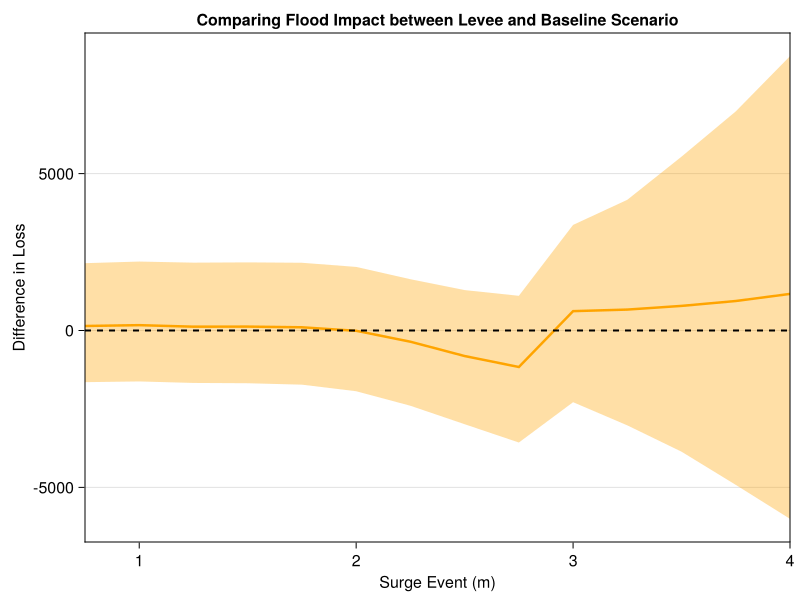 Comparing Flood Impact between Levee and Baseline Scenario
Difference in Loss
5000
0
-5000
1
2
3
4
Surge Event (m)